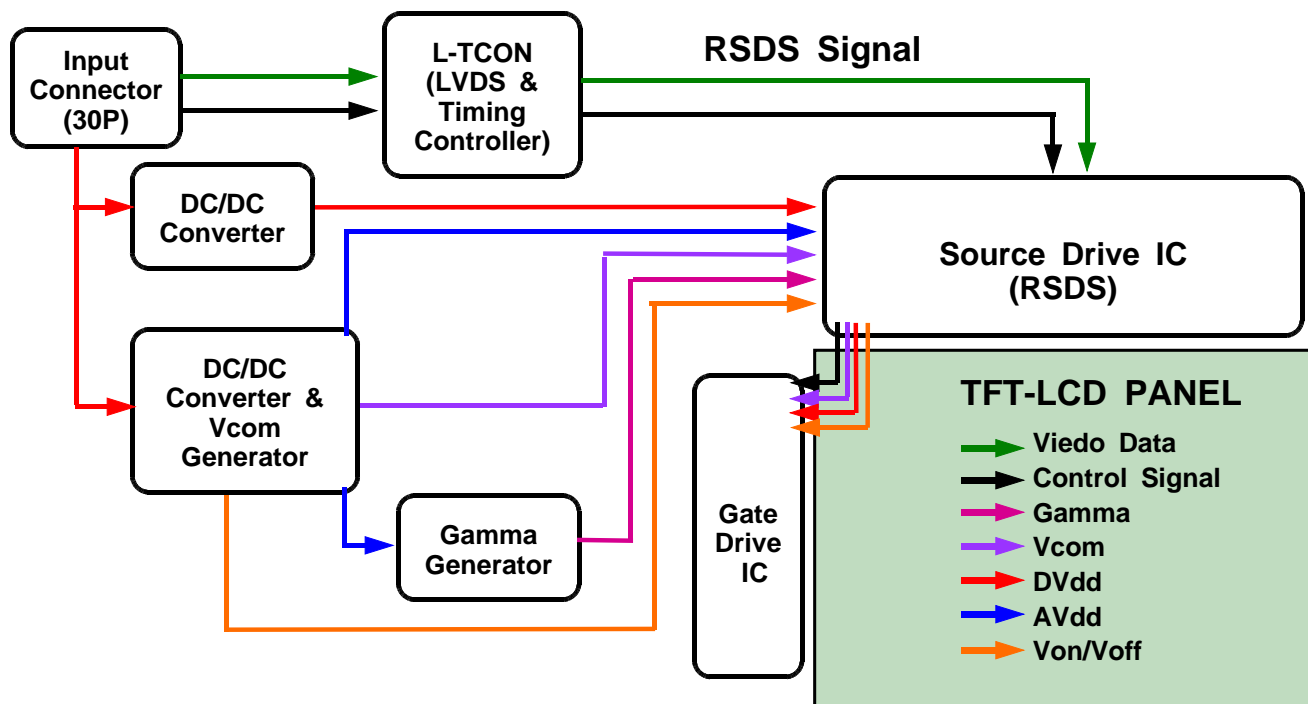 Input
Connector
(30P)
L-TCON
(LVDS &
Timing
Controller)
RSDS Signal
DC/DC
Converter
Source Drive IC
(RSDS)
DC/DC
Converter &
Vcom
Generator
Gamma
Generator
Gate
Drive
IC
TFT-LCD PANEL
Viedo Data
Control Signal
Gamma
Vcom
DVdd
AVdd
Von/Voff